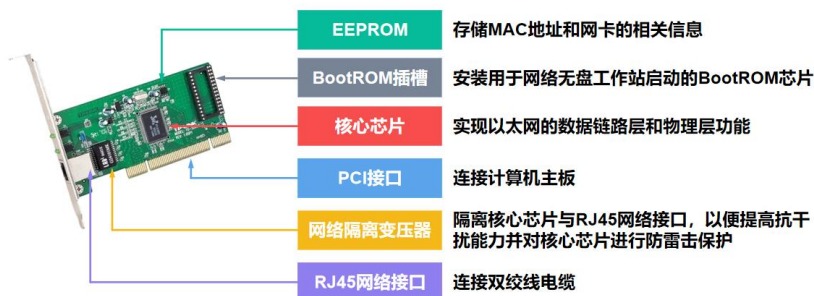 EEPROM 存储MAC地址和网卡的相关信息
BootROM插槽 安装用于网络无盘工作站启动的BootROM芯片
核心芯片 实现以太网的数据链路层和物理层功能
PCI接口 连接计算机主板
网络隔离变压器 隔离核心芯片与RJ45网络接口，以便提高抗干
扰能力并对核心芯片进行防雷击保护
RJ45网络接口 连接双绞线电缆